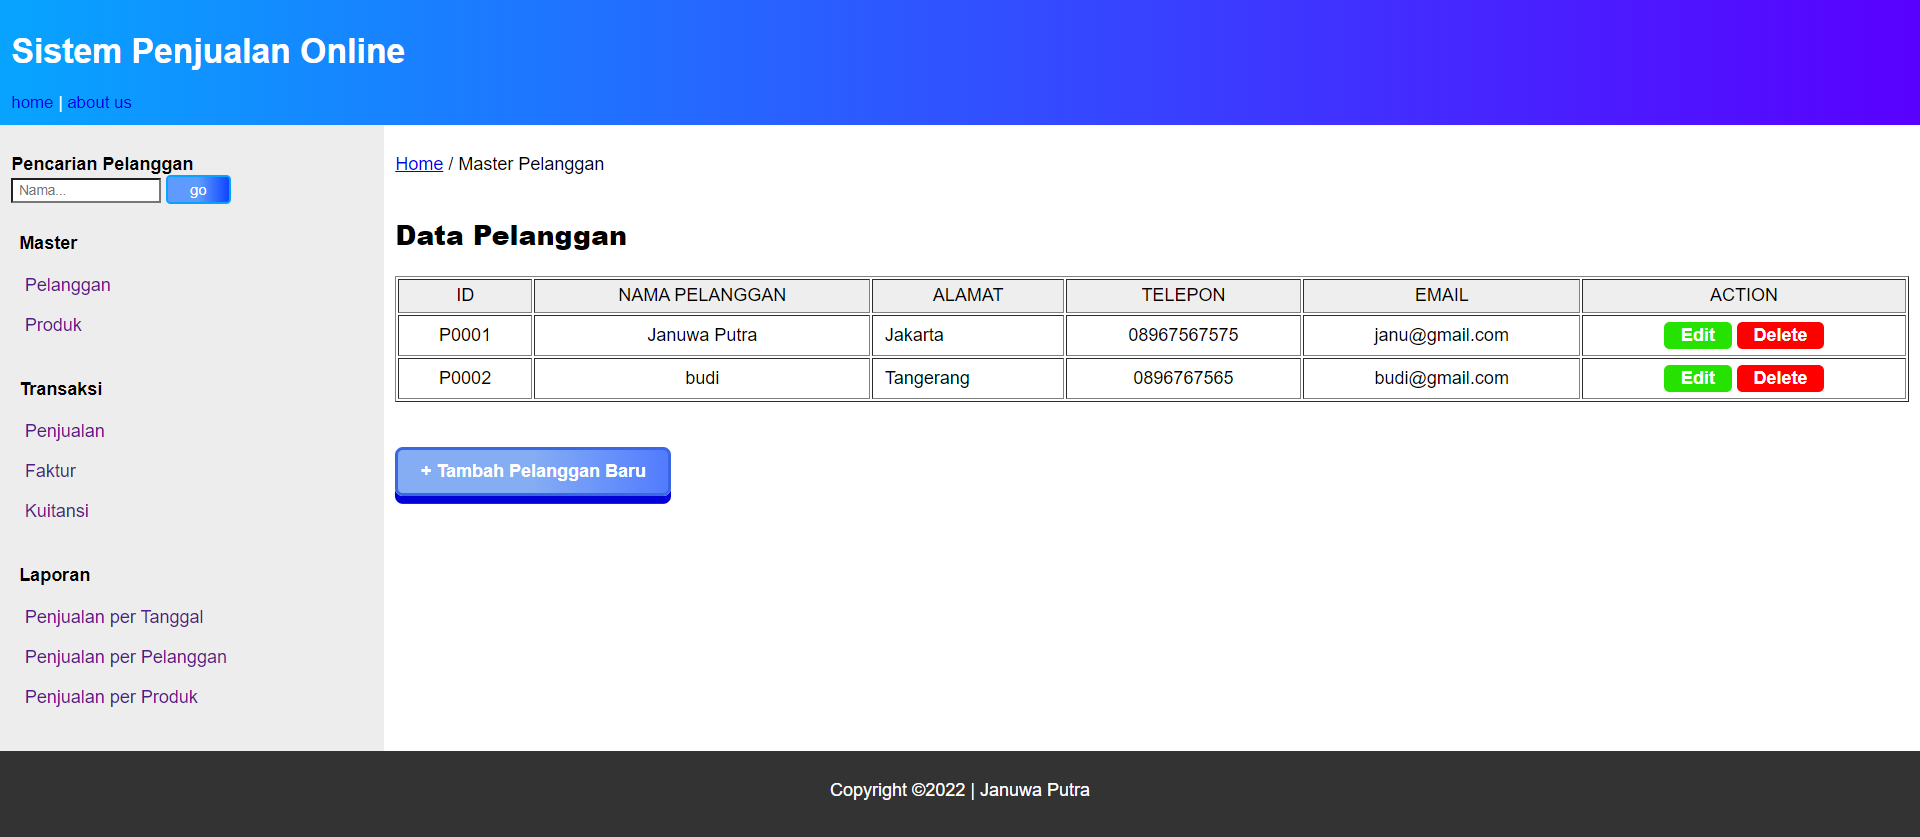 Sistem Penjualan Online
home | about us
Pencarian Pelanggan
Nama... go
Master
Pelanggan
Produk
Transaksi
Penjualan
Faktur
Kuitansi
Laporan
Penjualan per Tanggal
Penjualan per Pelanggan
Penjualan per Produk
Home / Master Pelanggan
Data Pelanggan
ID NAMA PELANGGAN ALAMAT TELEPON EMAIL ACTION
P0001 Januwa Putra Jakarta 08967567575 janu@gmail.com Edit Delete
P0002 budi Tangerang 0896767565 budi@gmail.com Edit Delete
+ Tambah Pelanggan Baru
Copyright ©2022 | Januwa Putra